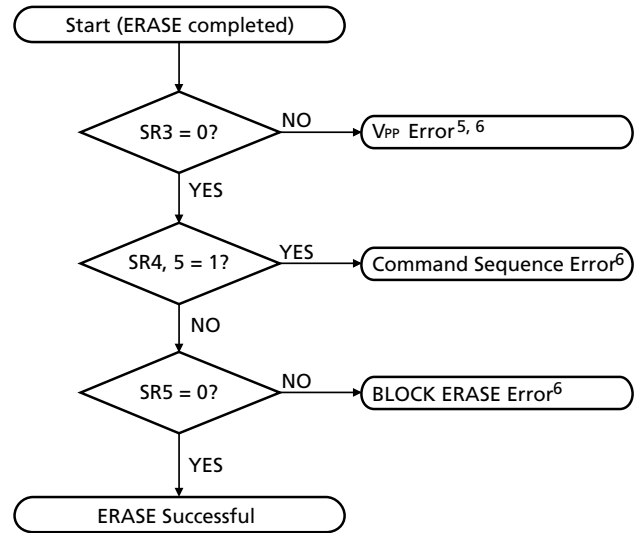 Start (ERASE completed)
SR3 = 0?
NO
VPP Error5, 6
YES
SR4, 5 = 1?
YES
Command Sequence Error6
NO
SR5 = 0?
NO
BLOCK ERASE Error6
YES
ERASE Successful